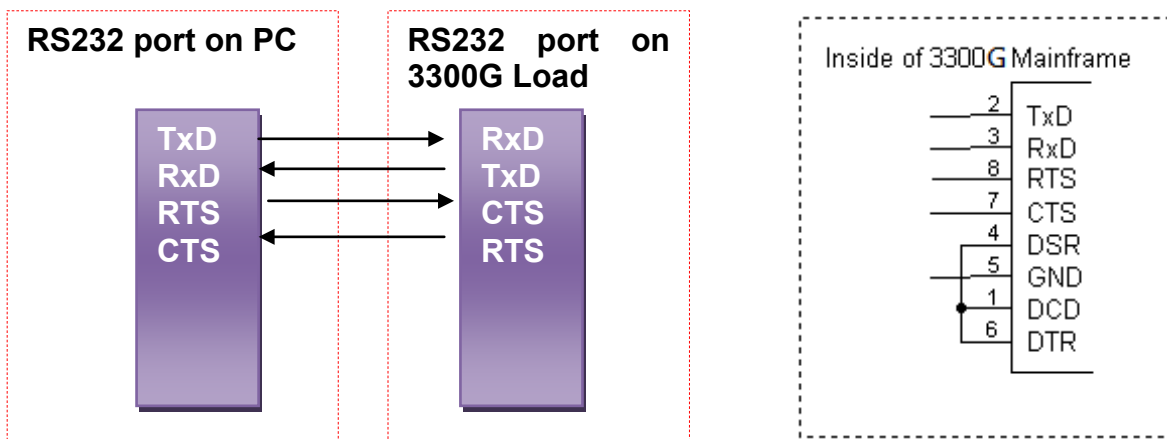 RS232 port on PC
TxD
RxD
RTS
CTS
RS232 port on
3300G Load
RxD
TxD
CTS
RTS
Inside of 3300G Mainframe
2 TxD
3 RxD
8 RTS
7 CTS
4 DSR
5 GND
1 DCD
6 DTR